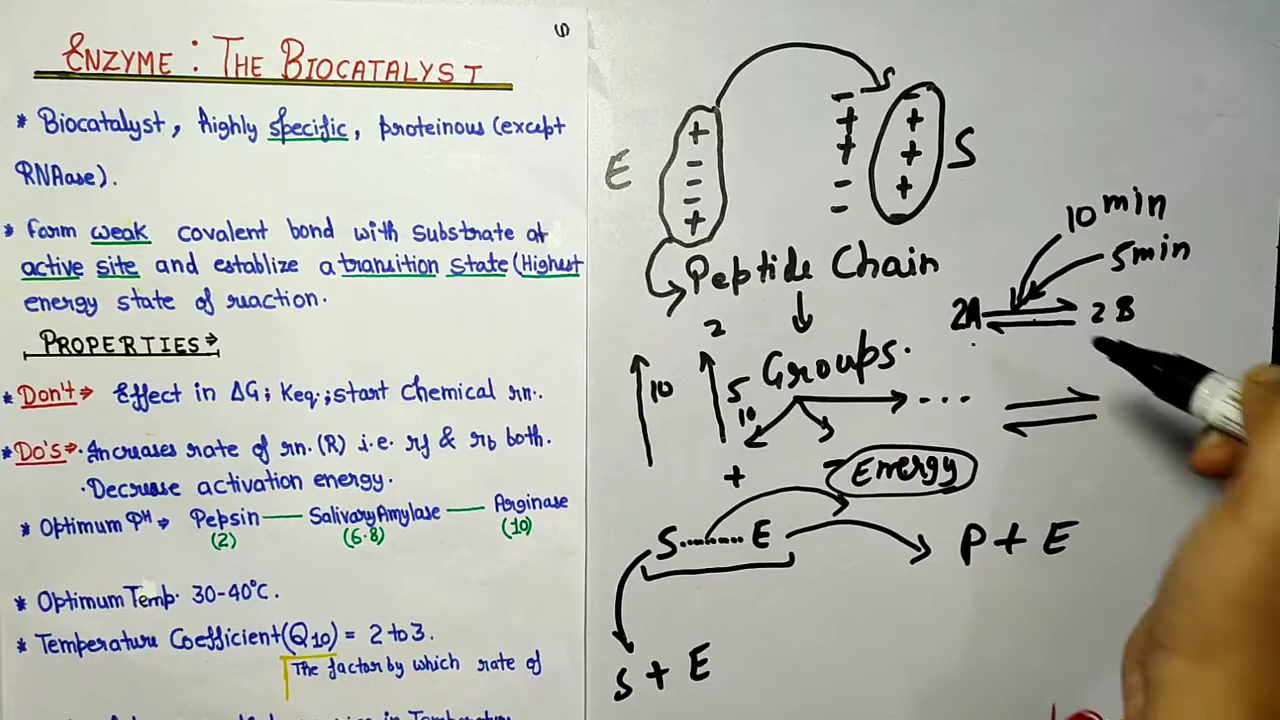 ENZYME : THE BIOCATALYST
* Biocatalyst, Highly specific, proteinous (except
RNAase).
* Form weak covalent bond with substrate at
active site and establize a transition state (Highest
energy state of reaction.
PROPERTIES →
* Don't → Effect in ΔG; Keq.; start chemical rn.
* Do's → · Increases rate of rn. (R) i.e. rf & rb both.
· Decrease activation energy.
* Optimum PH → Pepsin — Salivary Amylase — Arginase
(2) (6.8) (10)
* Optimum Temp. 30-40°C.
* Temperature Coefficient (Q10) = 2 to 3.
The factor by which rate of
in Temperature
E
+
-
-
-
+
-
+
+
-
-
S
-
+
+
+
S
Peptide Chain
Groups.
2
10
5
10
+
Energy
S........E
P + E
S + E
10 min
5 min
2A ⇌ 2B
⇌